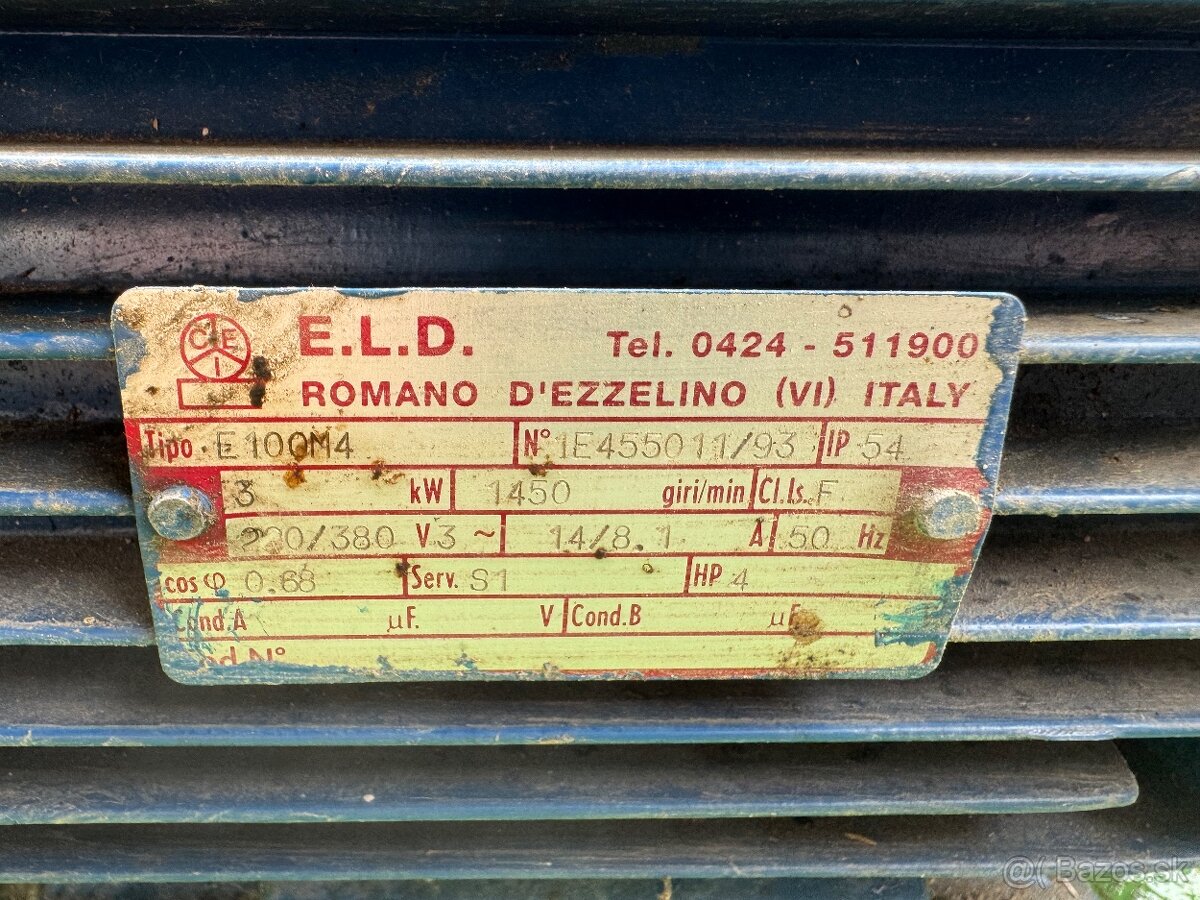 C E I
E.L.D.
Tel. 0424 - 511900
ROMANO D'EZZELINO (VI) ITALY
Tipo E100M4 N° 1E455011/93 IP 54
3 kW 1450 giri/min Cl.Is. F
220/380 V 3 ~ 14/8.1 A 50 Hz
cos φ 0.68 Serv. S1 HP 4
Cond.A µF. V Cond.B µF.
N°
@( Bazos.sk